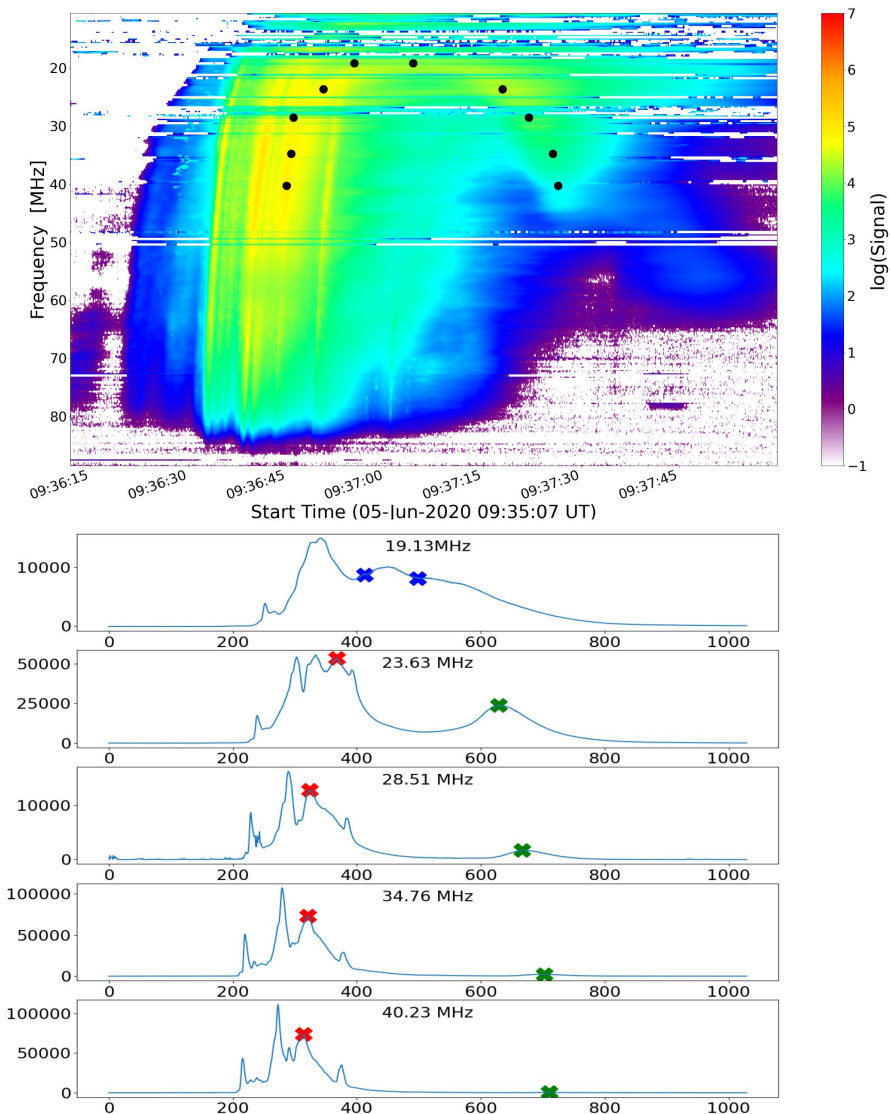 7
6
5
4
3
2
1
0
−1
log(Signal)
20
30
40
50
60
70
80
Frequency [MHz]
09:36:15 09:36:30 09:36:45 09:37:00 09:37:15 09:37:30 09:37:45
Start Time (05-Jun-2020 09:35:07 UT)
19.13MHz
10000
0
0 200 400 600 800 1000
23.63 MHz
50000
25000
0
0 200 400 600 800 1000
28.51 MHz
10000
0
0 200 400 600 800 1000
34.76 MHz
100000
50000
0
0 200 400 600 800 1000
40.23 MHz
100000
50000
0
0 200 400 600 800 1000